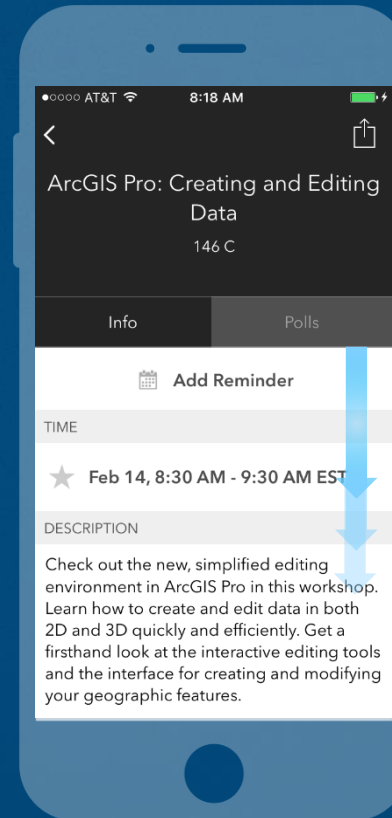 AT&T 8:18 AM
ArcGIS Pro: Creating and Editing
Data
146 C
Info Polls
Add Reminder
TIME
Feb 14, 8:30 AM - 9:30 AM EST
DESCRIPTION
Check out the new, simplified editing
environment in ArcGIS Pro in this workshop.
Learn how to create and edit data in both
2D and 3D quickly and efficiently. Get a
firsthand look at the interactive editing tools
and the interface for creating and modifying
your geographic features.